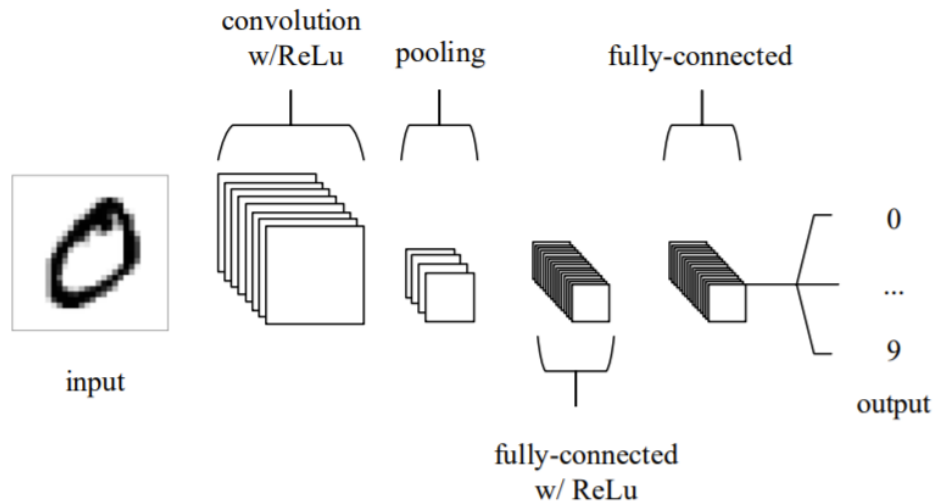 convolution
w/ReLu
pooling
fully-connected
input
0
...
9
output
fully-connected
w/ ReLu